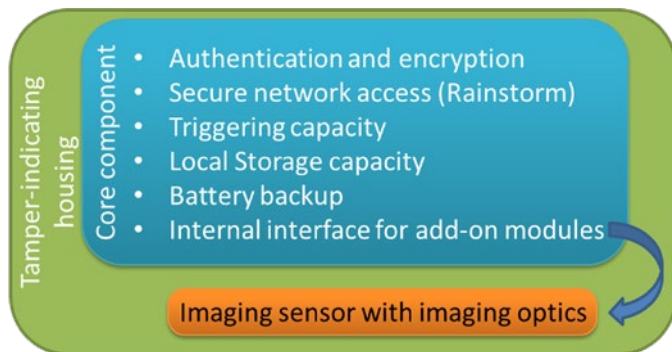 Tamper-indicating
housing
Core component
• Authentication and encryption
• Secure network access (Rainstorm)
• Triggering capacity
• Local Storage capacity
• Battery backup
• Internal interface for add-on modules
Imaging sensor with imaging optics